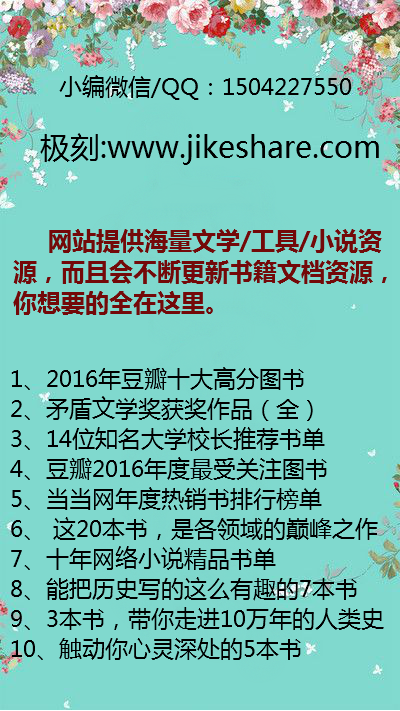 小编微信/QQ：1504227550
极刻:www.jikeshare.com
网站提供海量文学/工具/小说资
源，而且会不断更新书籍文档资源，
你想要的全在这里。
1、2016年豆瓣十大高分图书
2、矛盾文学奖获奖作品（全）
3、14位知名大学校长推荐书单
4、豆瓣2016年度最受关注图书
5、当当网年度热销书排行榜单
6、 这20本书，是各领域的巅峰之作
7、十年网络小说精品书单
8、能把历史写的这么有趣的7本书
9、3本书，带你走进10万年的人类史
10、触动你心灵深处的5本书